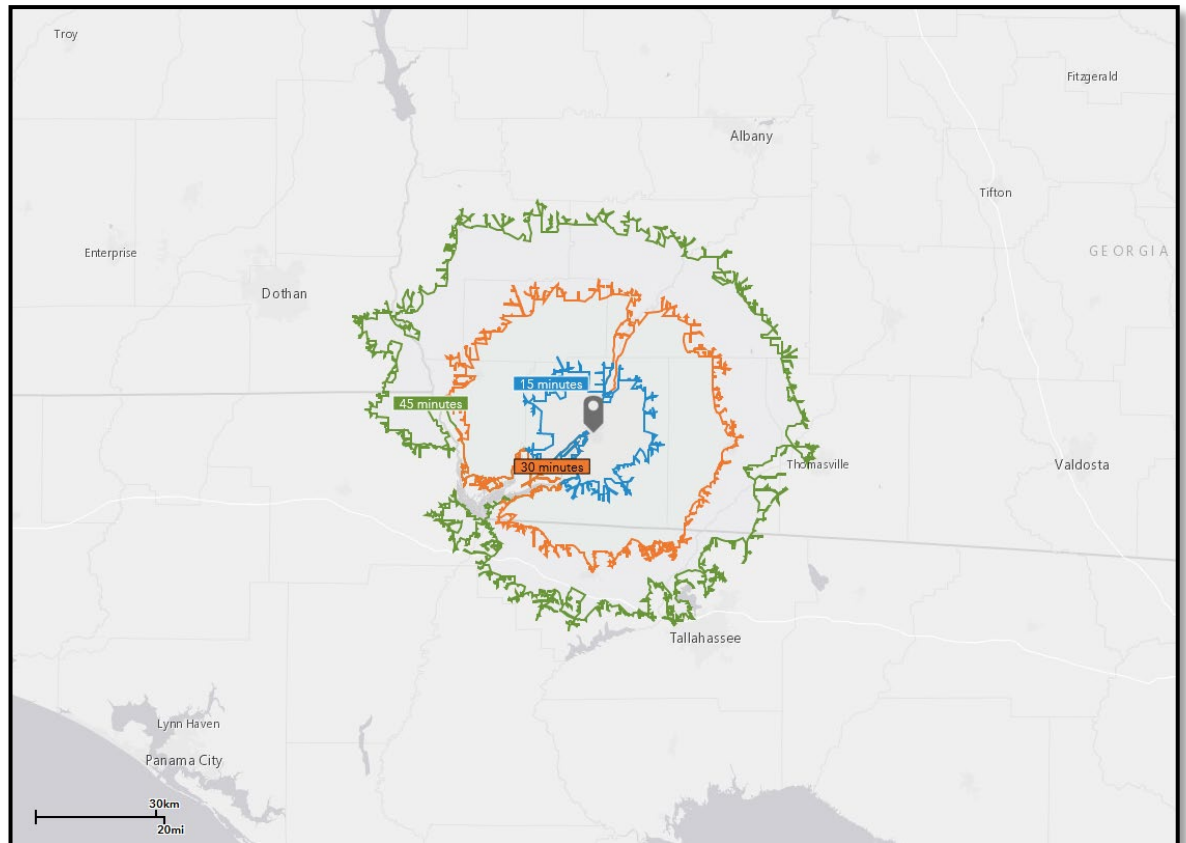 Troy
Fitzgerald
Albany
Tifton
Enterprise
GEORGIA
Dothan
15 minutes
45 minutes
30 minutes
Thomasville
Valdosta
Tallahassee
Lynn Haven
Panama City
30km
20mi